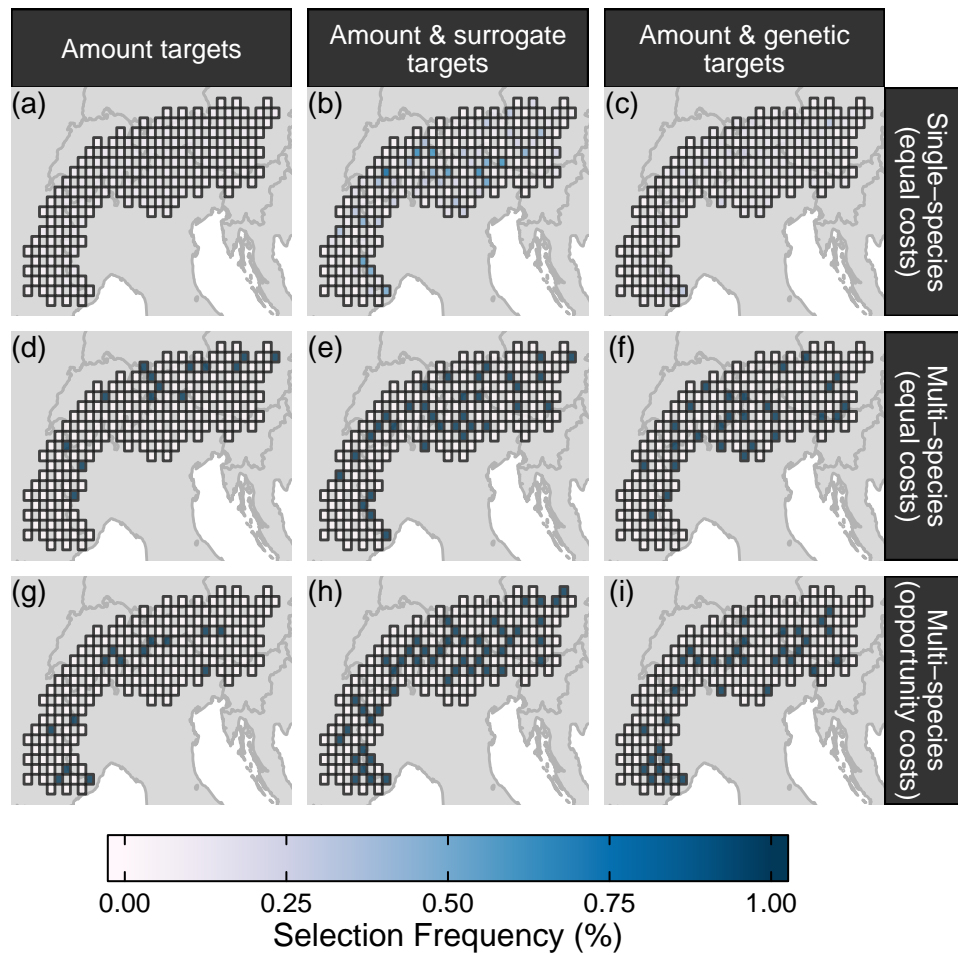 Amount targets
Amount & surrogate
targets
Amount & genetic
targets
(a)
(b)
(c)
Single−species
(equal costs)
(d)
(e)
(f)
Multi−species
(equal costs)
(g)
(h)
(i)
Multi−species
(opportunity costs)
0.00
0.25
0.50
0.75
1.00
Selection Frequency (%)